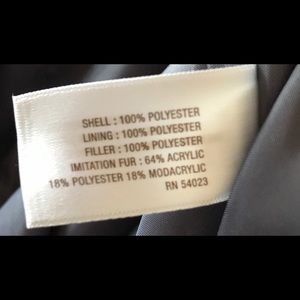 SHELL : 100% POLYESTER
LINING : 100% POLYESTER
FILLER : 100% POLYESTER
IMITATION FUR : 64% ACRYLIC
18% POLYESTER 18% MODACRYLIC
RN 54023